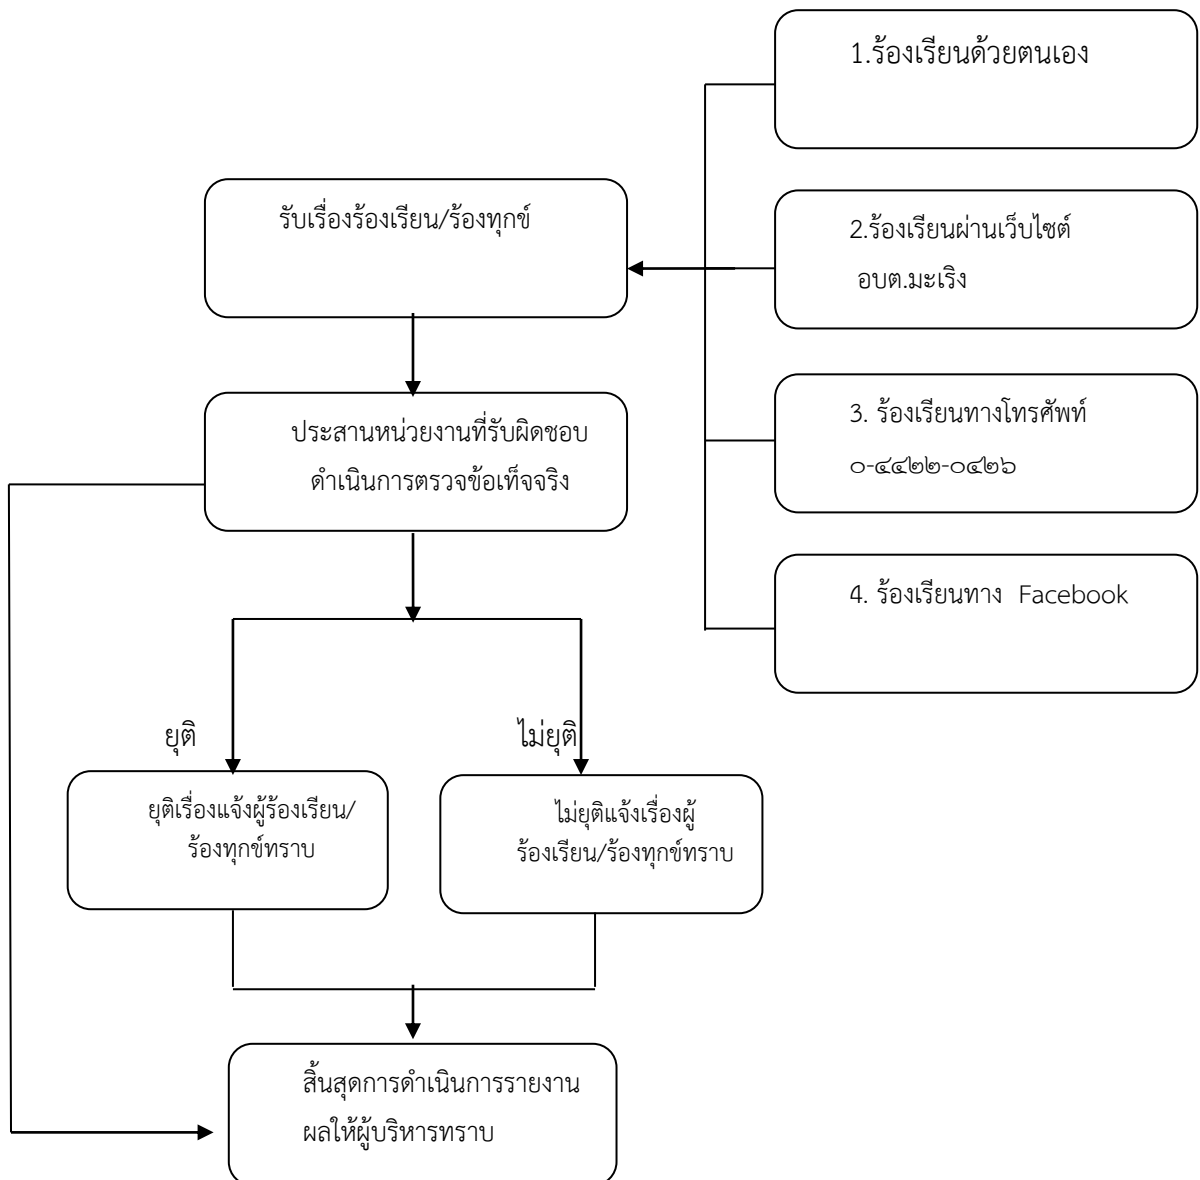 1.ร้องเรียนด้วยตนเอง
รับเรื่องร้องเรียน/ร้องทุกข์
2.ร้องเรียนผ่านเว็บไซต์
อบต.มะเริง
3. ร้องเรียนทางโทรศัพท์
๐-๔๔๒๒-๐๔๒๖
ประสานหน่วยงานที่รับผิดชอบ
ดำเนินการตรวจข้อเท็จจริง
4. ร้องเรียนทาง Facebook
ยุติ
ไม่ยุติ
ยุติเรื่องแจ้งผู้ร้องเรียน/
ร้องทุกข์ทราบ
ไม่ยุติแจ้งเรื่องผู้
ร้องเรียน/ร้องทุกข์ทราบ
สิ้นสุดการดำเนินการรายงาน
ผลให้ผู้บริหารทราบ